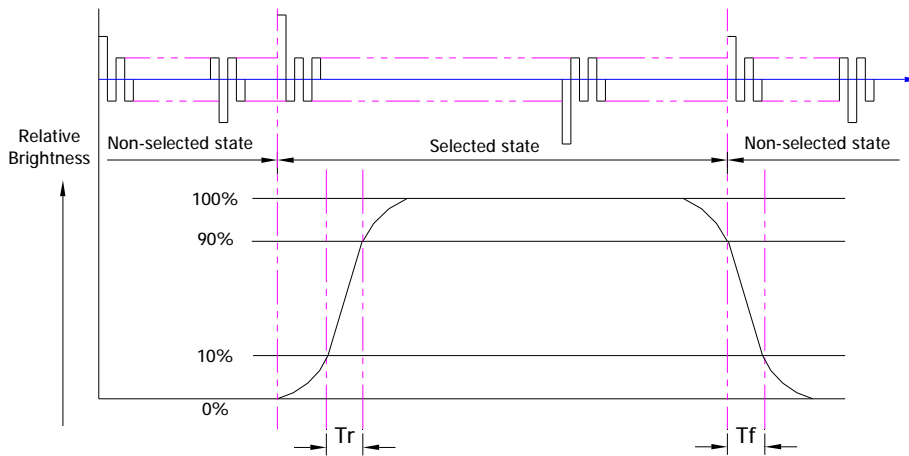 Relative
Brightness
Non-selected state
Selected state
Non-selected state
100%
90%
10%
0%
Tr
Tf